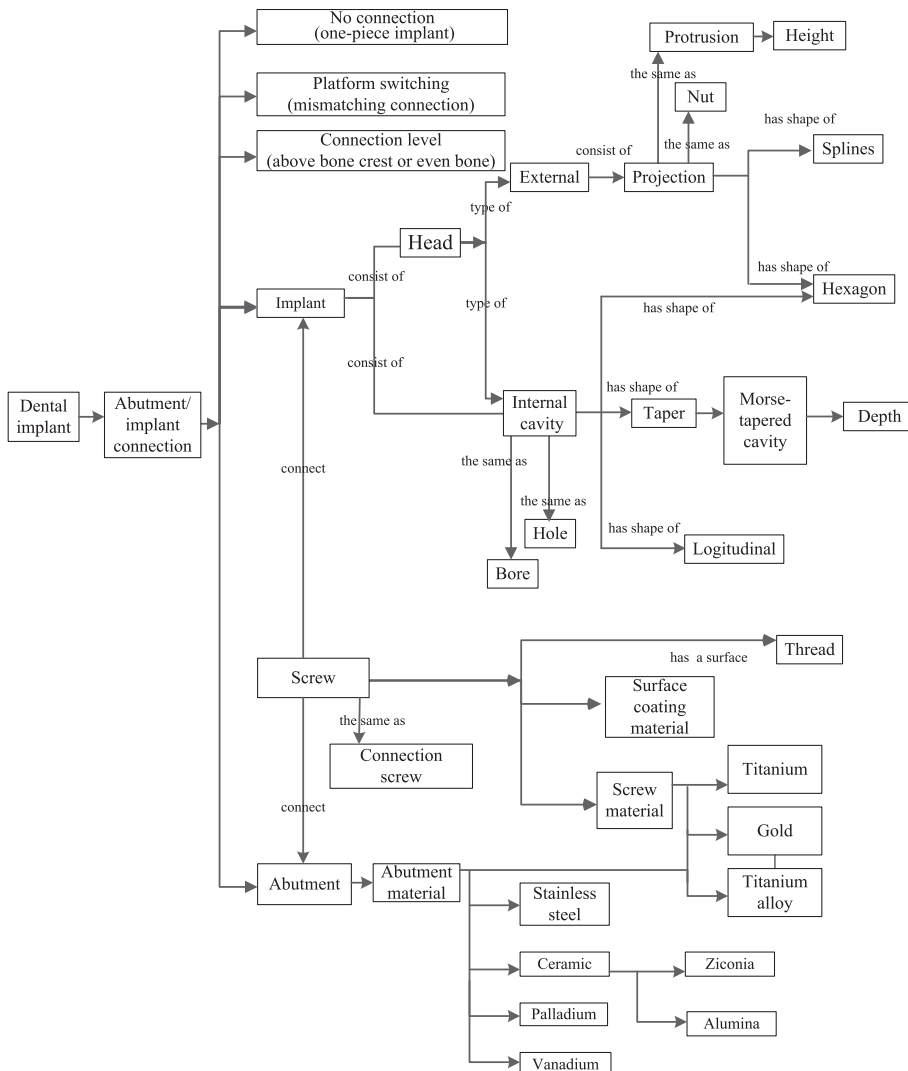 No connection
(one-piece implant)
Protrusion
Height
the same as
Platform switching
(mismatching connection)
Nut
has shape of
Connection level
(above bone crest or even bone)
consist of
the same as
Splines
External
Projection
type of
Head
consist of
has shape of
Implant
type of
has shape of
Hexagon
consist of
Dental
implant
Abutment/
implant
connection
Internal
cavity
has shape of
Taper
Morse-
tapered
cavity
Depth
connect
the same as
the same as
Hole
has shape of
Logitudinal
Bore
Screw
has a surface
Thread
the same as
Surface
coating
material
Connection
screw
Screw
material
Titanium
connect
Gold
Abutment
Abutment
material
Titanium
alloy
Stainless
steel
Ceramic
Ziconia
Palladium
Alumina
Vanadium